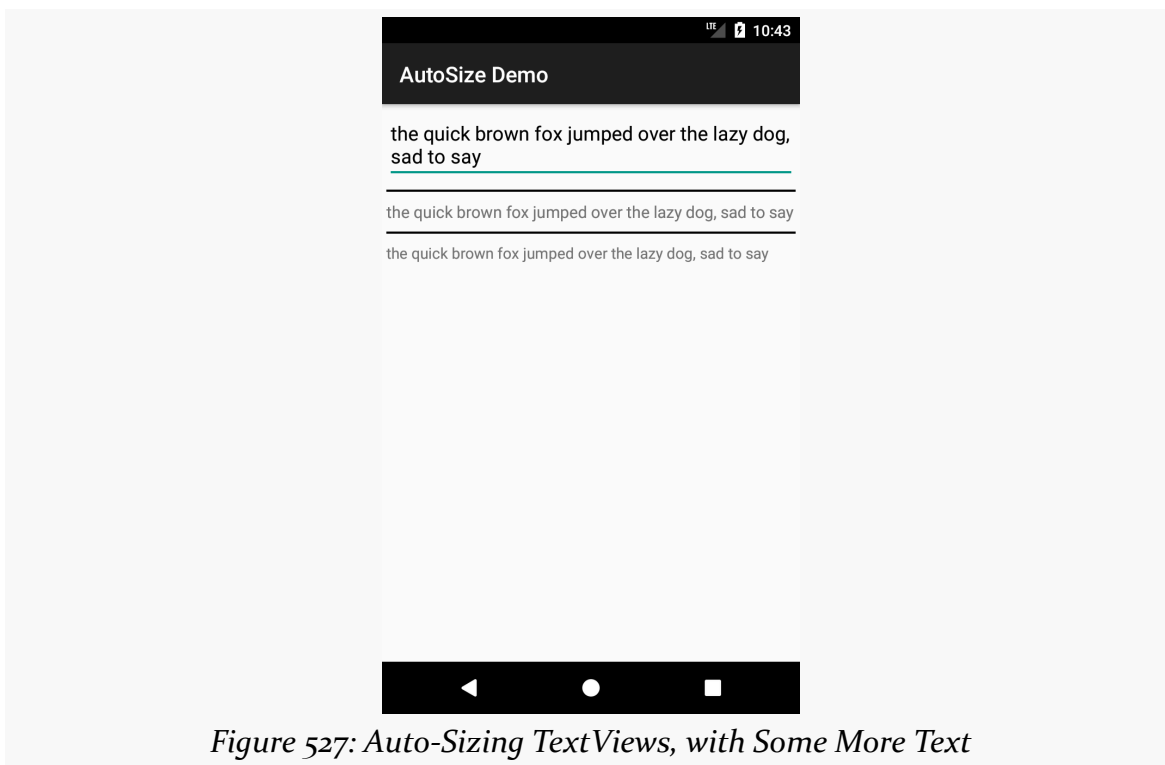 LTE 10:43
AutoSize Demo
the quick brown fox jumped over the lazy dog,
sad to say
the quick brown fox jumped over the lazy dog, sad to say
the quick brown fox jumped over the lazy dog, sad to say
Figure 527: Auto-Sizing TextViews, with Some More Text